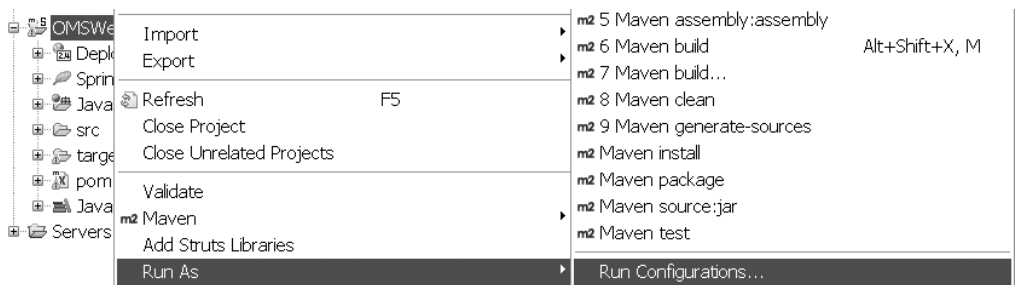 OMSWe
Deplo
Sprin
Java
src
targe
pom
Java
Servers
Import
Export
Refresh F5
Close Project
Close Unrelated Projects
Validate
m2 Maven
Add Struts Libraries
Run As
m2 5 Maven assembly:assembly
m2 6 Maven build Alt+Shift+X, M
m2 7 Maven build...
m2 8 Maven clean
m2 9 Maven generate-sources
m2 Maven install
m2 Maven package
m2 Maven source:jar
m2 Maven test
Run Configurations...